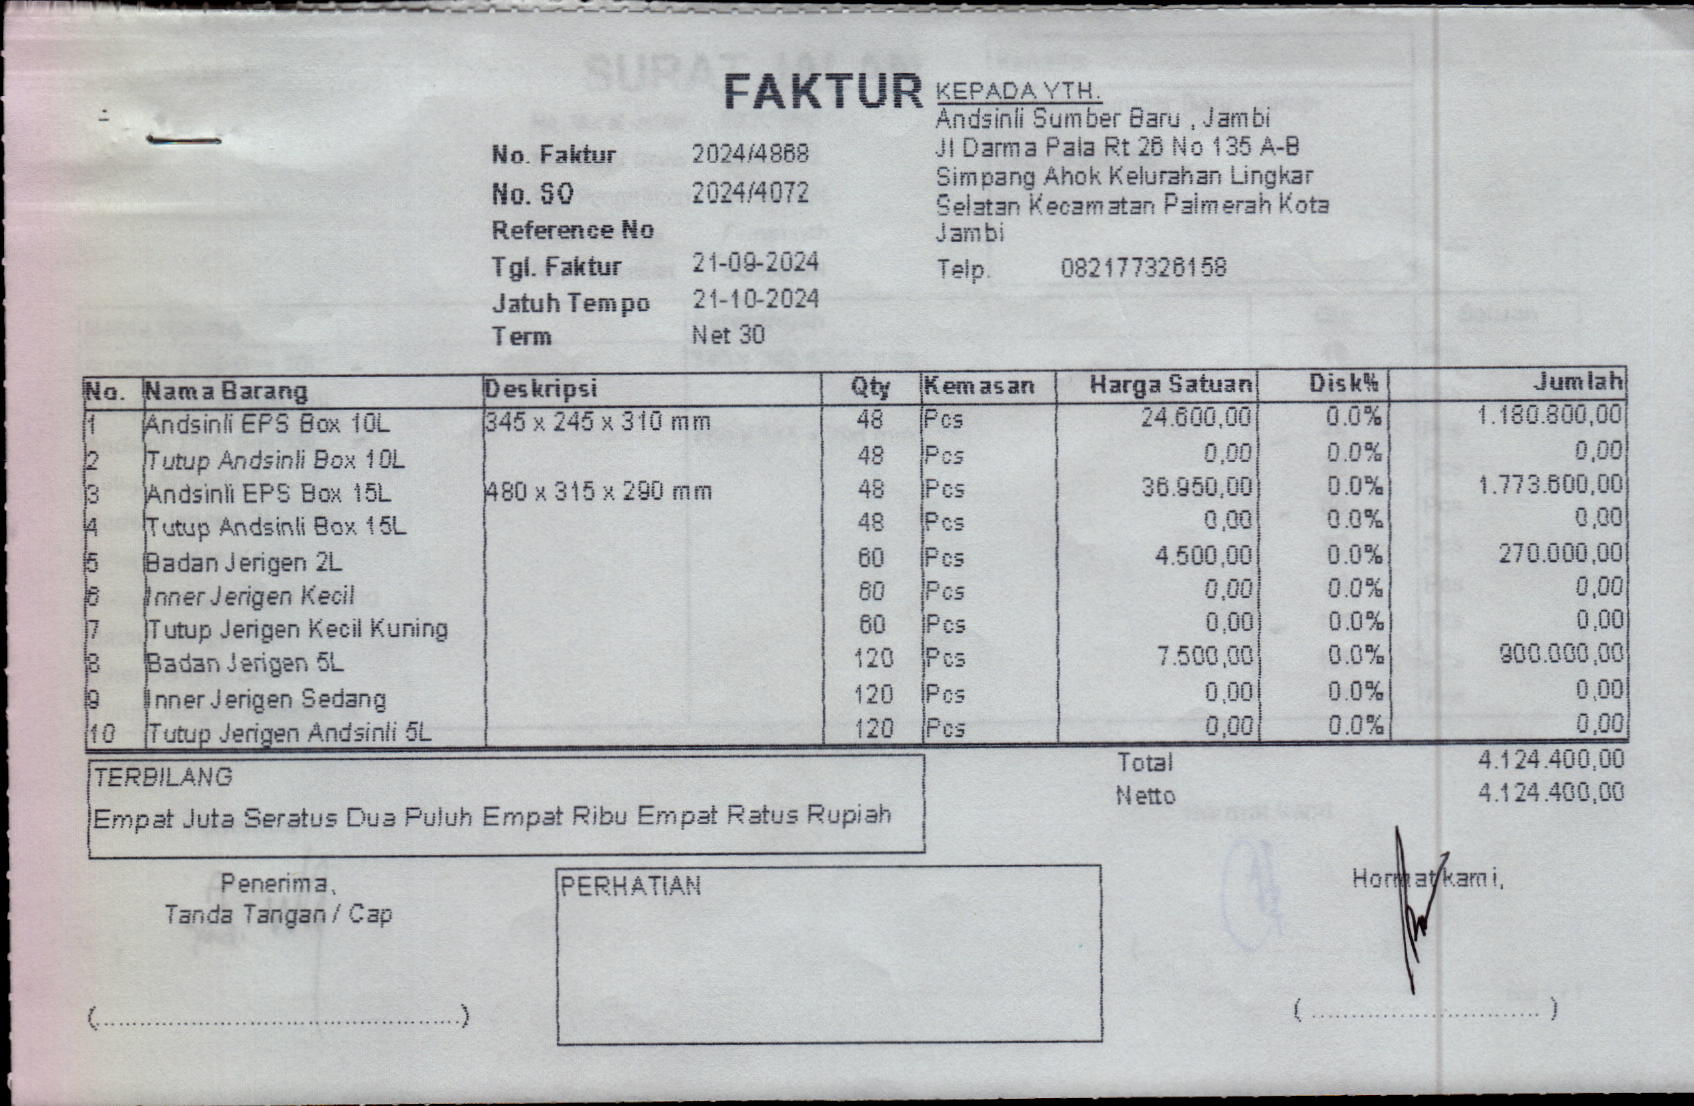 FAKTUR
No. Faktur 2024/4868
No. SO 2024/4072
Reference No
Tgl. Faktur 21-09-2024
Jatuh Tempo 21-10-2024
Term Net 30
KEPADA YTH.
Andsinli Sumber Baru , Jambi
Jl Darma Pala Rt 26 No 135 A-B
Simpang Ahok Kelurahan Lingkar
Selatan Kecamatan Palmerah Kota
Jambi
Telp. 082177326158
No. Nama Barang Deskripsi Qty Kemasan Harga Satuan Disk% Jumlah
1 Andsinli EPS Box 10L 345 x 245 x 310 mm 48 Pcs 24.600,00 0.0% 1.180.800,00
2 Tutup Andsinli Box 10L 48 Pcs 0,00 0.0% 0,00
3 Andsinli EPS Box 15L 480 x 315 x 290 mm 48 Pcs 36.950,00 0.0% 1.773.600,00
4 Tutup Andsinli Box 15L 48 Pcs 0,00 0.0% 0,00
5 Badan Jerigen 2L 60 Pcs 4.500,00 0.0% 270.000,00
6 Inner Jerigen Kecil 60 Pcs 0,00 0.0% 0,00
7 Tutup Jerigen Kecil Kuning 60 Pcs 0,00 0.0% 0,00
8 Badan Jerigen 5L 120 Pcs 7.500,00 0.0% 900.000,00
9 Inner Jerigen Sedang 120 Pcs 0,00 0.0% 0,00
10 Tutup Jerigen Andsinli 5L 120 Pcs 0,00 0.0% 0,00
Total 4.124.400,00
Netto 4.124.400,00
TERBILANG
Empat Juta Seratus Dua Puluh Empat Ribu Empat Ratus Rupiah
Penerima,
Tanda Tangan / Cap
PERHATIAN
Hormat kami,
(..................................................)
( ............................. )